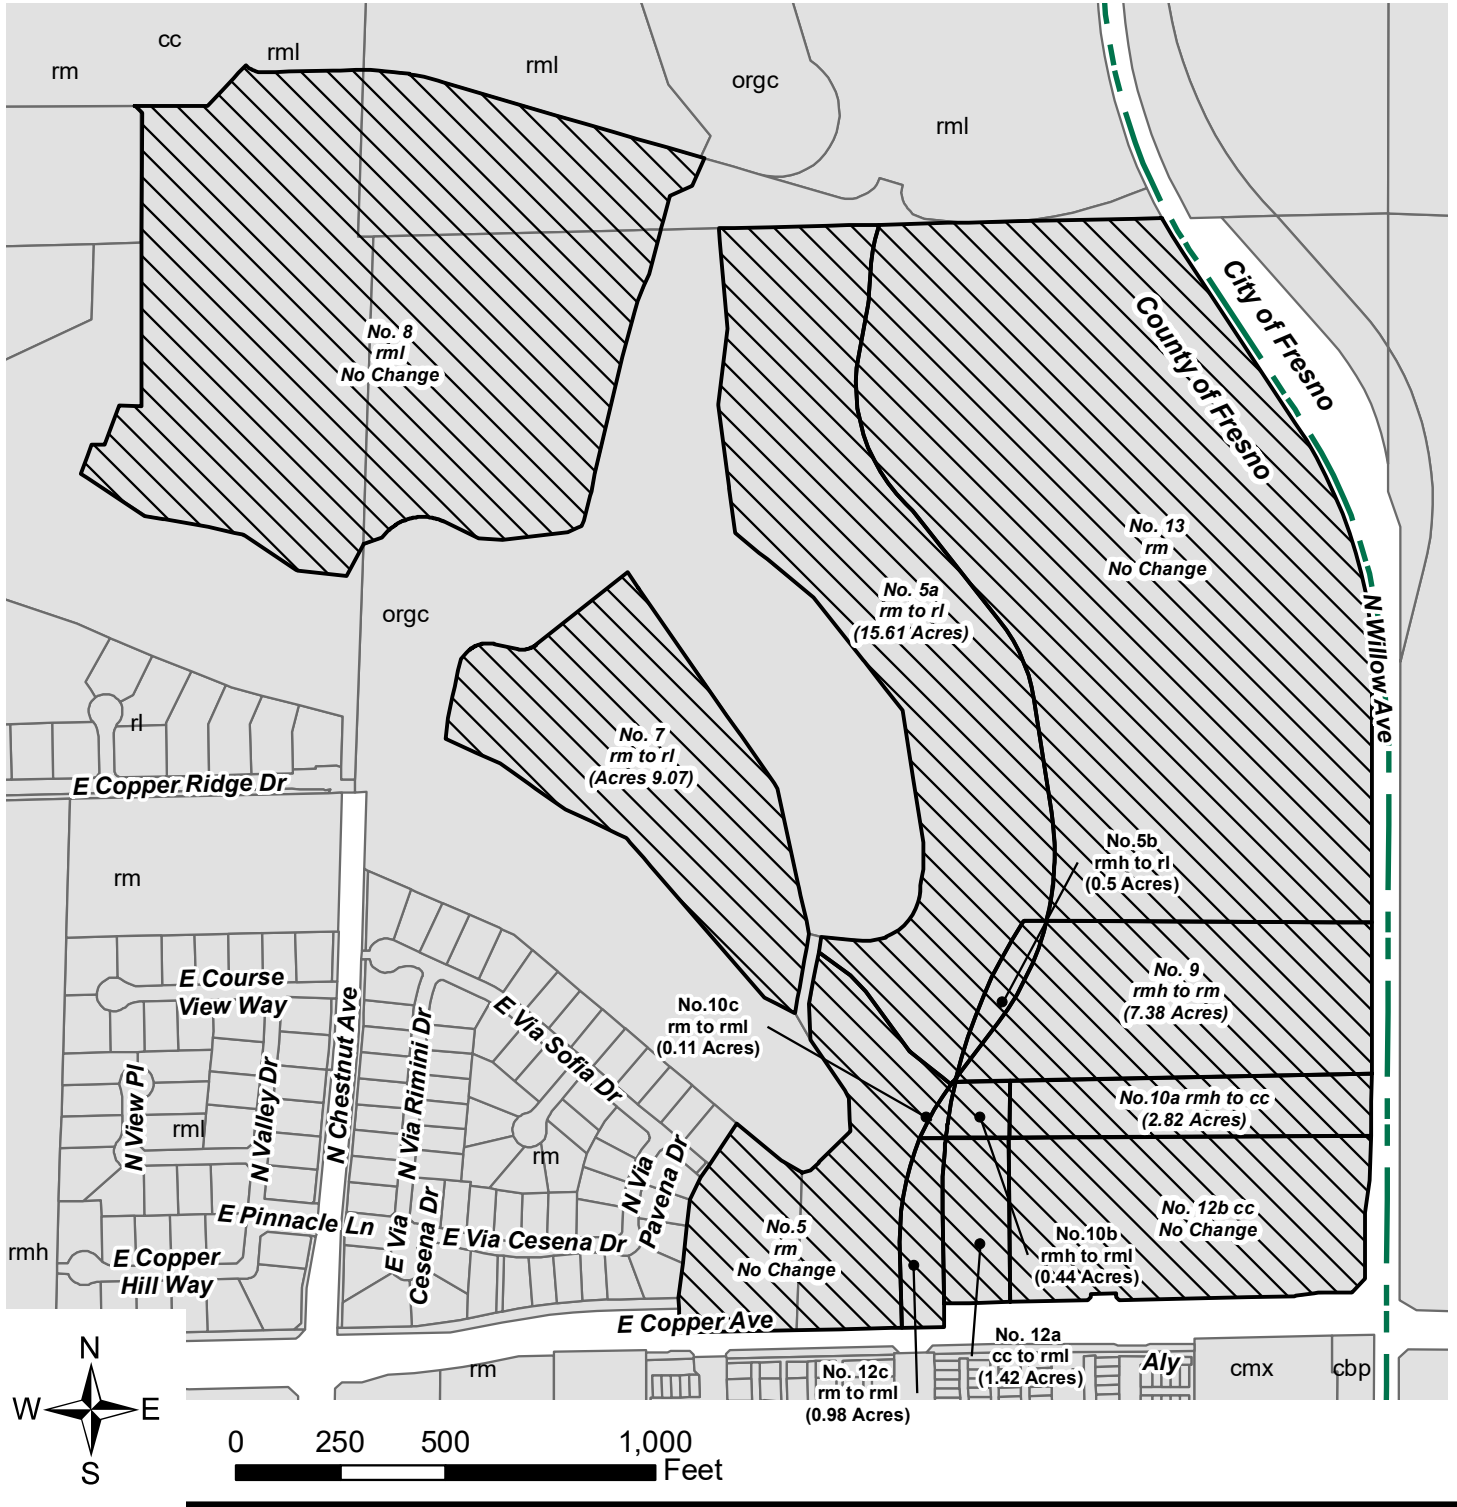 cc
rm
rml
rml
orgc
rml
City of Fresno
County of Fresno
No. 8
rml
No Change
No. 13
rm
No Change
No. 5a
rm to rl
(15.61 Acres)
orgc
N Willow Ave
rl
No. 7
rm to rl
(Acres 9.07)
E Copper Ridge Dr
No.5b
rmh to rl
(0.5 Acres)
rm
E Course
View Way
No. 9
rmh to rm
(7.38 Acres)
No.10c
rm to rml
(0.11 Acres)
E Via Sofia Dr
N Chestnut Ave
N Via Rimini Dr
N View Pl
N Valley Dr
No.10a rmh to cc
(2.82 Acres)
rml
rm
N Via
Pavena Dr
E Pinnacle Ln
E Via
Cesena Dr
E Via Cesena Dr
No.5
rm
No Change
No. 12b cc
No Change
No.10b
rmh to rml
(0.44 Acres)
rmh
E Copper
Hill Way
E Copper Ave
No. 12a
cc to rml
(1.42 Acres)
Aly
rm
No. 12c
rm to rml
(0.98 Acres)
cmx
cbp
N
W
E
S
0
250
500
1,000
Feet